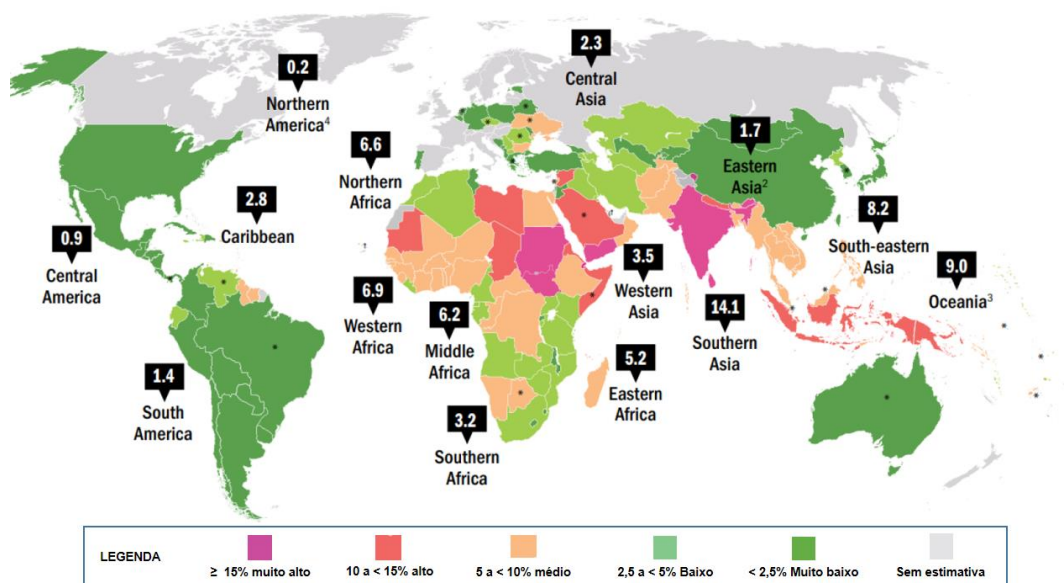 0.2
Northern
America⁴
2.3
Central
Asia
6.6
Northern
Africa
1.7
Eastern
Asia²
2.8
Caribbean
0.9
Central
America
8.2
South-eastern
Asia
9.0
Oceania³
6.9
Western
Africa
6.2
Middle
Africa
3.5
Western
Asia
14.1
Southern
Asia
5.2
Eastern
Africa
1.4
South
America
3.2
Southern
Africa
LEGENDA
≥ 15% muito alto
10 a < 15% alto
5 a < 10% médio
2,5 a < 5% Baixo
< 2,5% Muito baixo
Sem estimativa